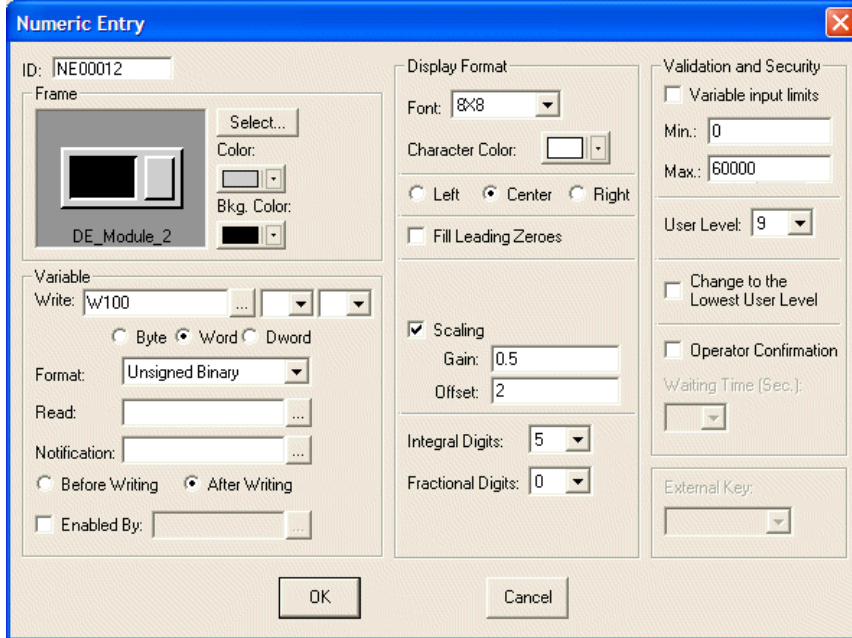 Numeric Entry
ID: NE00012
Frame
Select...
Color:
Bkg. Color:
DE_Module_2
Variable
Write: W100 ...
Byte Word Dword
Format: Unsigned Binary
Read: ...
Notification: ...
Before Writing After Writing
Enabled By: ...
Display Format
Font: 8X8
Character Color:
Left Center Right
Fill Leading Zeroes
Scaling
Gain: 0.5
Offset: 2
Integral Digits: 5
Fractional Digits: 0
Validation and Security
Variable input limits
Min.: 0
Max.: 60000
User Level: 9
Change to the
Lowest User Level
Operator Confirmation
Waiting Time (Sec.):
External Key:
OK Cancel